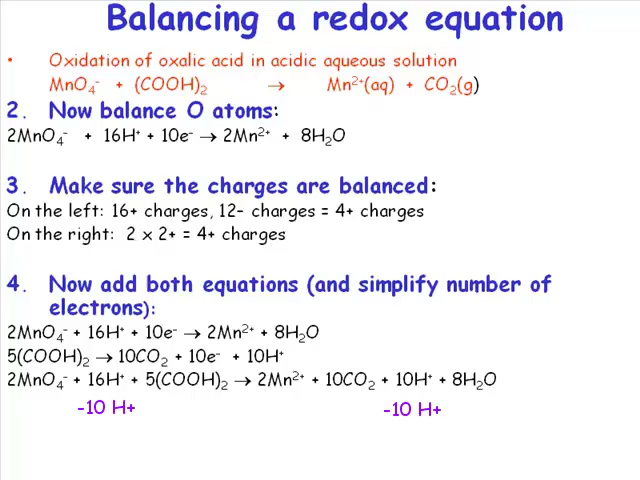 Balancing a redox equation
• Oxidation of oxalic acid in acidic aqueous solution
MnO₄⁻ + (COOH)₂ → Mn²⁺(aq) + CO₂(g)
2. Now balance O atoms:
2MnO₄⁻ + 16H⁺ + 10e⁻ → 2Mn²⁺ + 8H₂O
3. Make sure the charges are balanced:
On the left: 16+ charges, 12– charges = 4+ charges
On the right: 2 x 2+ = 4+ charges
4. Now add both equations (and simplify number of
electrons):
2MnO₄⁻ + 16H⁺ + 10e⁻ → 2Mn²⁺ + 8H₂O
5(COOH)₂ → 10CO₂ + 10e⁻ + 10H⁺
2MnO₄⁻ + 16H⁺ + 5(COOH)₂ → 2Mn²⁺ + 10CO₂ + 10H⁺ + 8H₂O
-10 H+ -10 H+